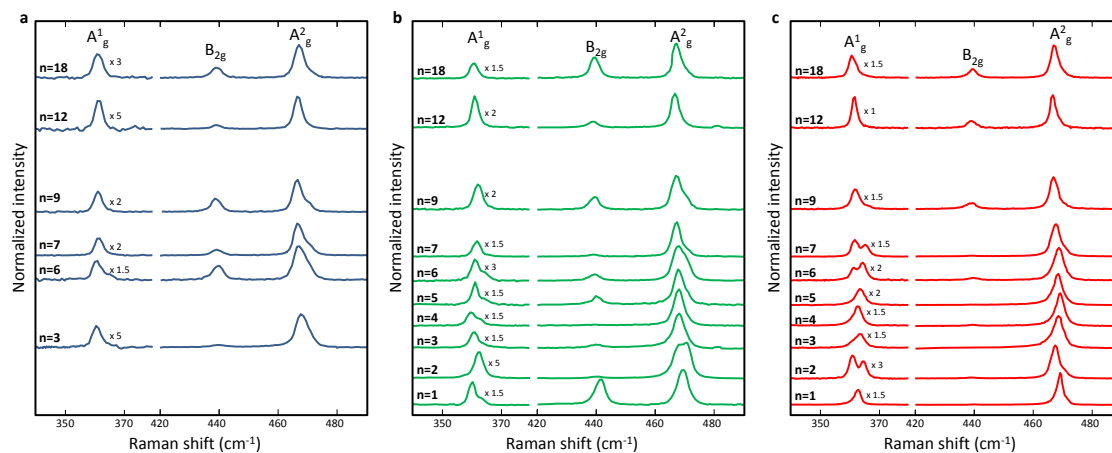 a
A¹g
B2g
A²g
n=18
x 3
n=12
x 5
n=9
x 2
n=7
x 2
n=6
x 1.5
n=3
x 5
Normalized intensity
350 370 420 440 460 480
Raman shift (cm-1)
b
A¹g
B2g
A²g
n=18
x 1.5
n=12
x 2
n=9
x 2
n=7
x 1.5
n=6
x 3
n=5
x 1.5
n=4
x 1.5
n=3
x 1.5
n=2
x 5
n=1
x 1.5
Normalized intensity
350 370 420 440 460 480
Raman shift (cm-1)
c
A¹g
B2g
A²g
n=18
x 1.5
n=12
x 1
n=9
x 1.5
n=7
x 1.5
n=6
x 2
n=5
x 2
n=4
x 1.5
n=3
x 1.5
n=2
x 3
n=1
x 1.5
Normalized intensity
350 370 420 440 460 480
Raman shift (cm-1)